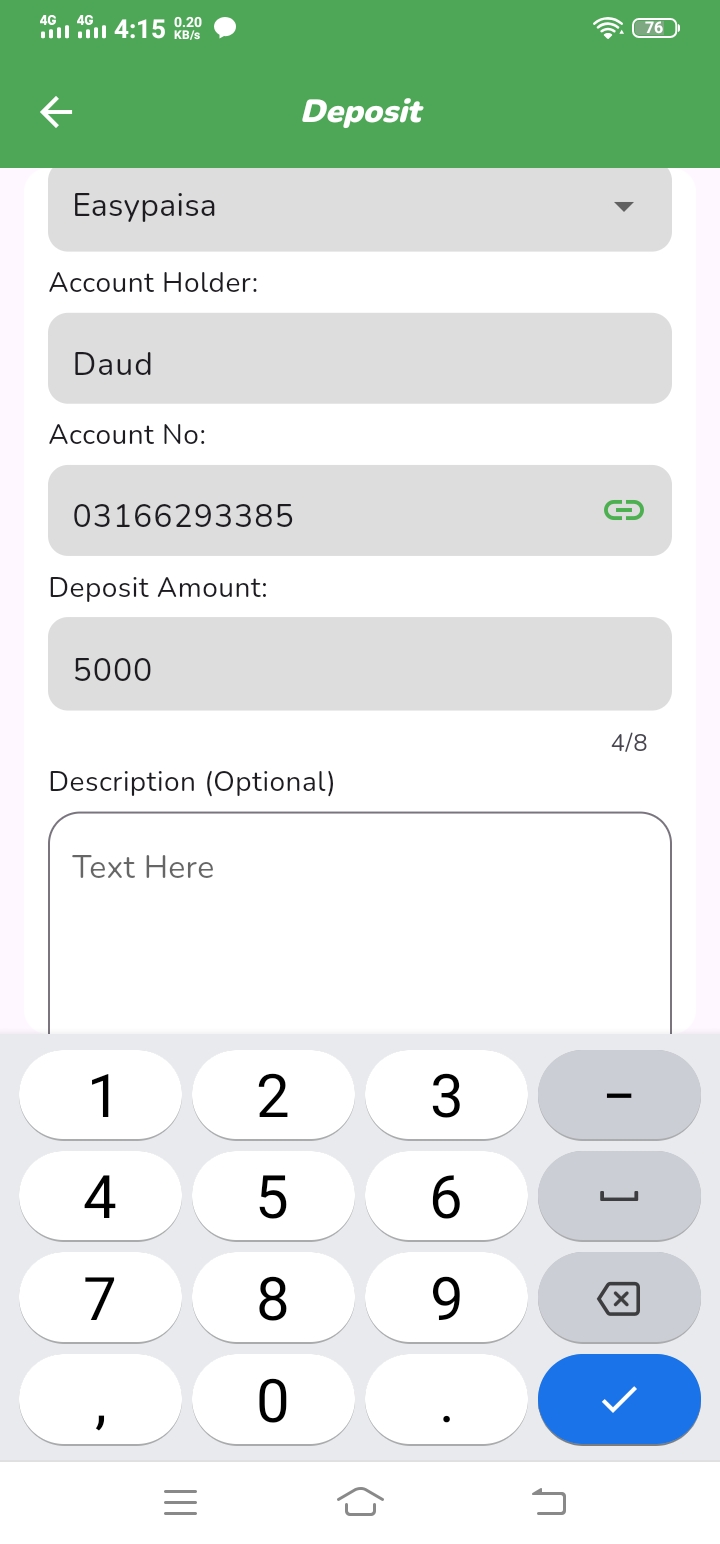 4G 4G 4:15 0.20 KB/s 76
Deposit
Easypaisa
Account Holder:
Daud
Account No:
03166293385
Deposit Amount:
5000
4/8
Description (Optional)
Text Here
1 2 3 –
4 5 6
7 8 9
, 0 .